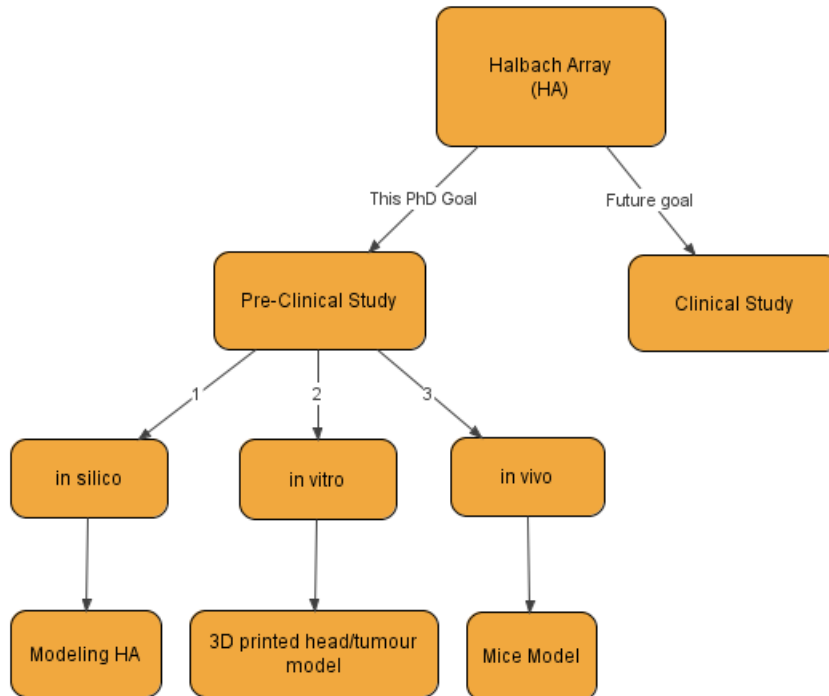 Halbach Array
(HA)
This PhD Goal
Future goal
Pre-Clinical Study
Clinical Study
1
2
3
in silico
in vitro
in vivo
Modeling HA
3D printed head/tumour
model
Mice Model